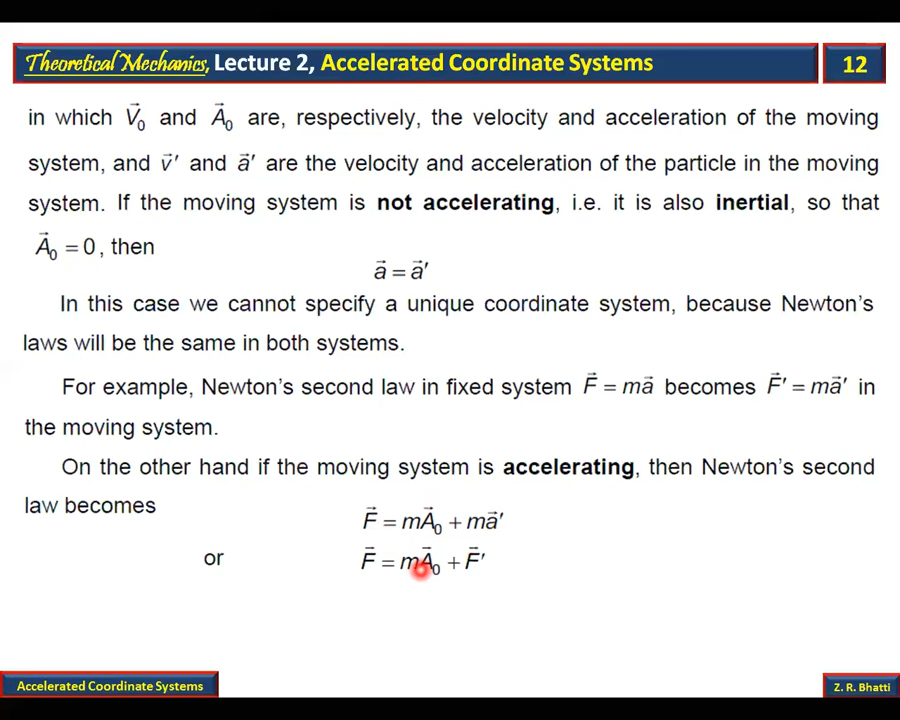 Theoretical Mechanics, Lecture 2, Accelerated Coordinate Systems 12
in which V⃗₀ and A⃗₀ are, respectively, the velocity and acceleration of the moving
system, and v⃗′ and a⃗′ are the velocity and acceleration of the particle in the moving
system. If the moving system is not accelerating, i.e. it is also inertial, so that
A⃗₀ = 0, then
a⃗ = a⃗′
In this case we cannot specify a unique coordinate system, because Newton's
laws will be the same in both systems.
For example, Newton's second law in fixed system F⃗ = ma⃗ becomes F⃗′ = ma⃗′ in
the moving system.
On the other hand if the moving system is accelerating, then Newton's second
law becomes
F⃗ = mA⃗₀ + ma⃗′
or F⃗ = mA⃗₀ + F⃗′
Accelerated Coordinate Systems Z. R. Bhatti